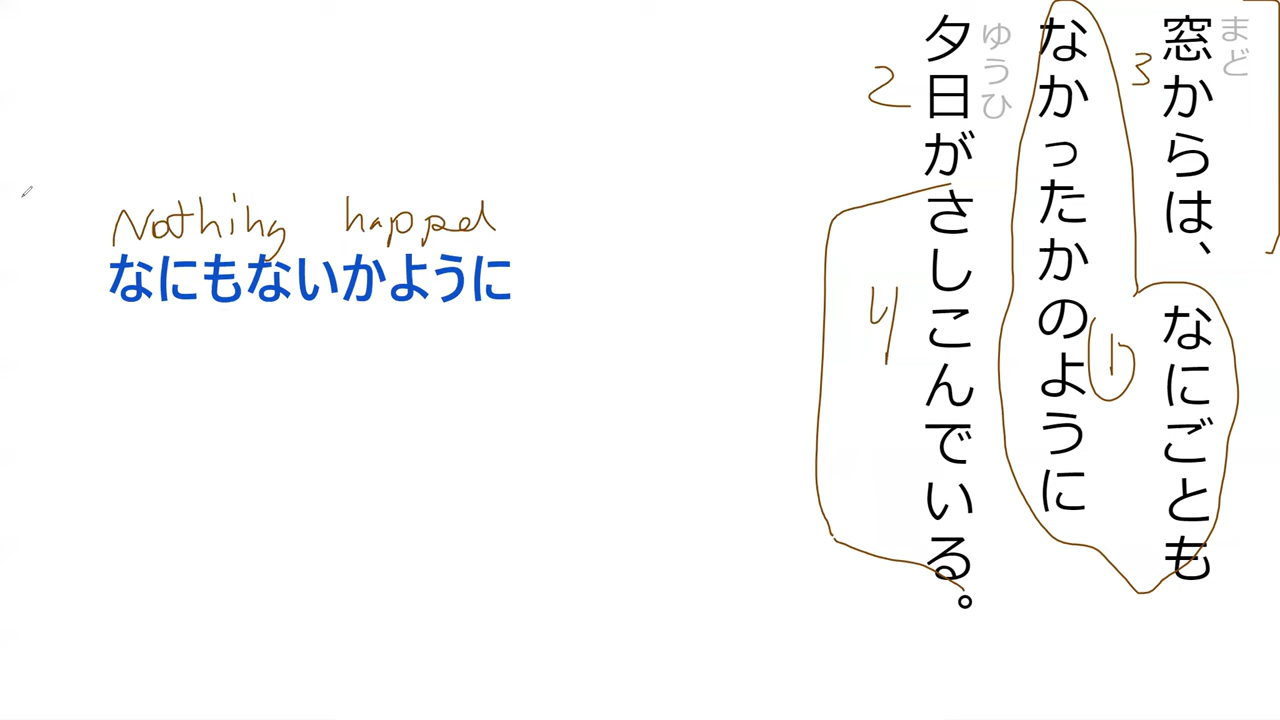 窓からは、なにごとも
まど
なかったかのように
夕日がさしこんでいる。
ゆうひ
3
1
2
4
Nothing happed
なにもないかように